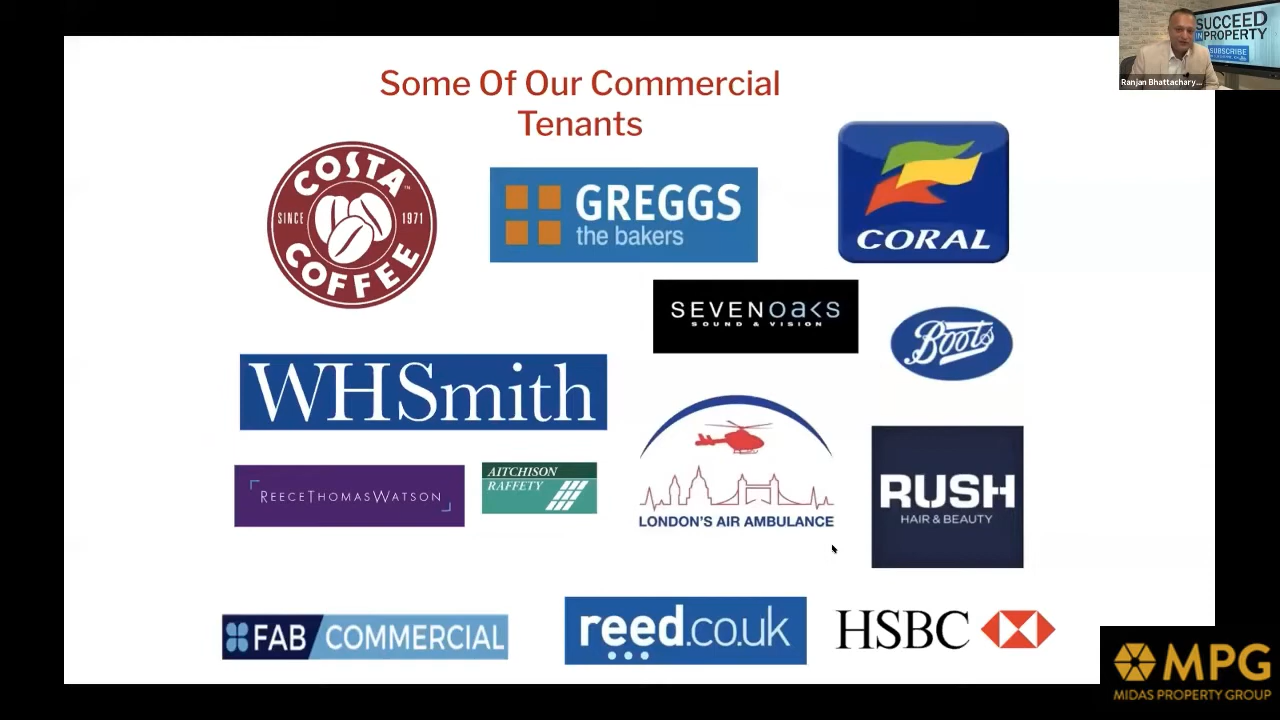 SUCCEED
IN PROPERTY
SUBSCRIBE
Ranjan Bhattachary...
Some Of Our Commercial
Tenants
COSTA
™
SINCE 1971
COFFEE
GREGGS
the bakers
CORAL
SEVENOAKS
SOUND & VISION
Boots
WHSmith
REECETHOMASWATSON
AITCHISON
RAFFETY
LONDON'S AIR AMBULANCE
RUSH
HAIR & BEAUTY
FAB COMMERCIAL
reed.co.uk
HSBC
MPG
MIDAS PROPERTY GROUP